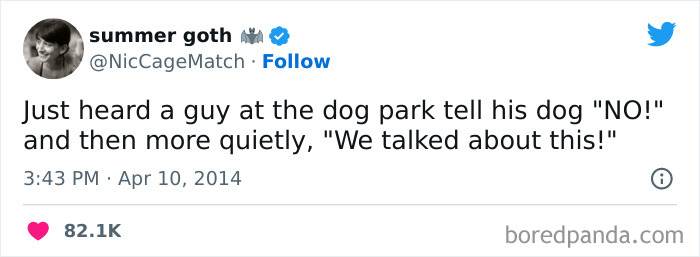 summer goth 🦇
@NicCageMatch · Follow
Just heard a guy at the dog park tell his dog "NO!"
and then more quietly, "We talked about this!"
3:43 PM · Apr 10, 2014
82.1K
boredpanda.com